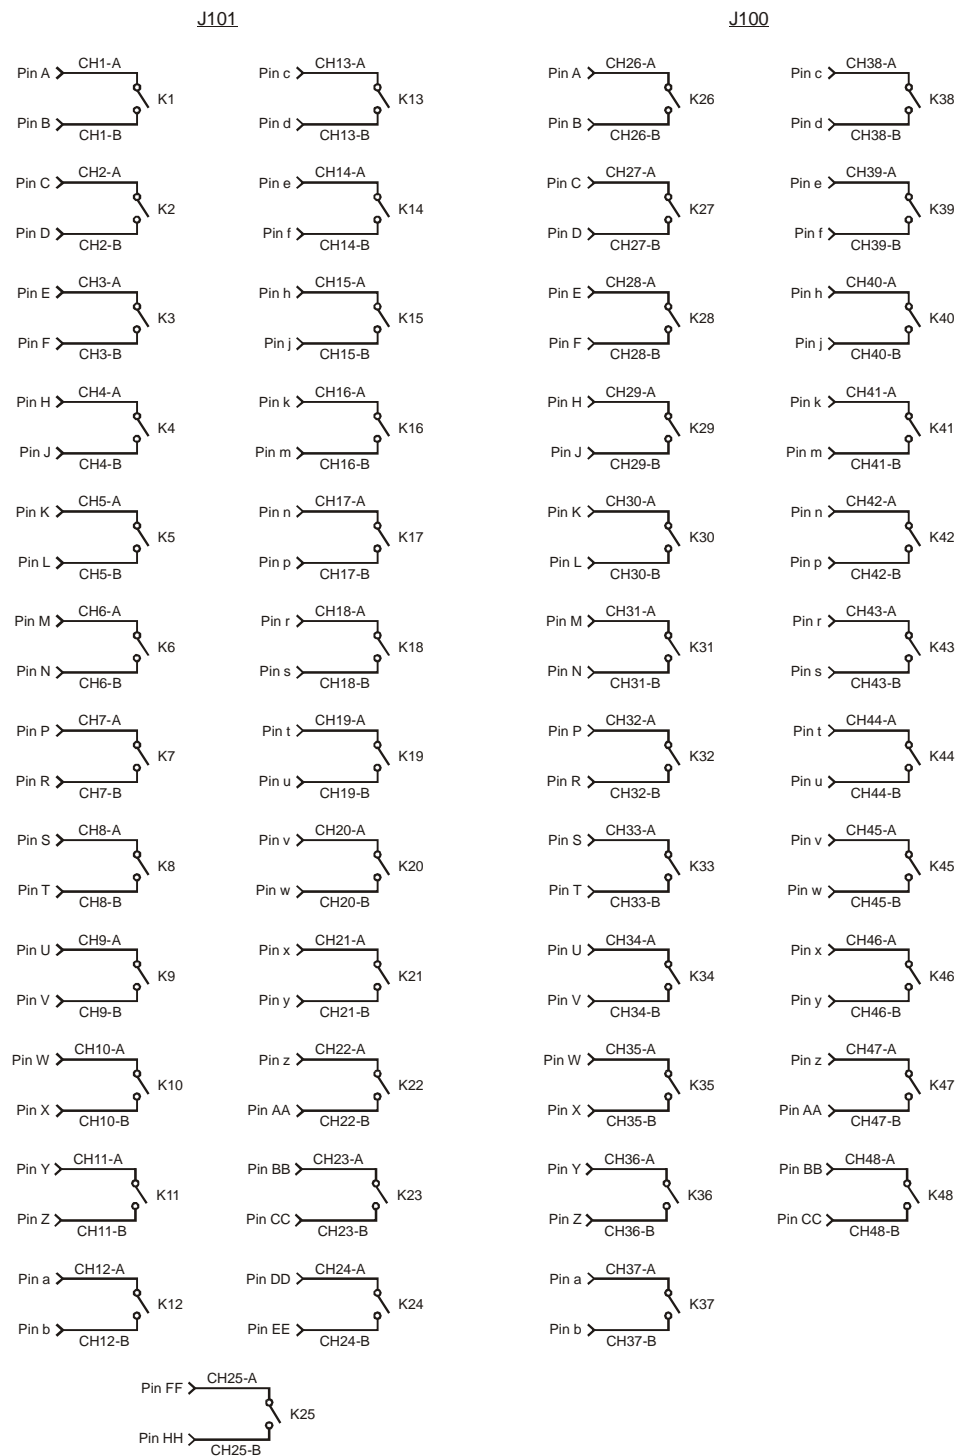 J101
J100
Pin A CH1-A
K1
Pin B CH1-B
Pin c CH13-A
K13
Pin d CH13-B
Pin A CH26-A
K26
Pin B CH26-B
Pin c CH38-A
K38
Pin d CH38-B
Pin C CH2-A
K2
Pin D CH2-B
Pin e CH14-A
K14
Pin f CH14-B
Pin C CH27-A
K27
Pin D CH27-B
Pin e CH39-A
K39
Pin f CH39-B
Pin E CH3-A
K3
Pin F CH3-B
Pin h CH15-A
K15
Pin j CH15-B
Pin E CH28-A
K28
Pin F CH28-B
Pin h CH40-A
K40
Pin j CH40-B
Pin H CH4-A
K4
Pin J CH4-B
Pin k CH16-A
K16
Pin m CH16-B
Pin H CH29-A
K29
Pin J CH29-B
Pin k CH41-A
K41
Pin m CH41-B
Pin K CH5-A
K5
Pin L CH5-B
Pin n CH17-A
K17
Pin p CH17-B
Pin K CH30-A
K30
Pin L CH30-B
Pin n CH42-A
K42
Pin p CH42-B
Pin M CH6-A
K6
Pin N CH6-B
Pin r CH18-A
K18
Pin s CH18-B
Pin M CH31-A
K31
Pin N CH31-B
Pin r CH43-A
K43
Pin s CH43-B
Pin P CH7-A
K7
Pin R CH7-B
Pin t CH19-A
K19
Pin u CH19-B
Pin P CH32-A
K32
Pin R CH32-B
Pin t CH44-A
K44
Pin u CH44-B
Pin S CH8-A
K8
Pin T CH8-B
Pin v CH20-A
K20
Pin w CH20-B
Pin S CH33-A
K33
Pin T CH33-B
Pin v CH45-A
K45
Pin w CH45-B
Pin U CH9-A
K9
Pin V CH9-B
Pin x CH21-A
K21
Pin y CH21-B
Pin U CH34-A
K34
Pin V CH34-B
Pin x CH46-A
K46
Pin y CH46-B
Pin W CH10-A
K10
Pin X CH10-B
Pin z CH22-A
K22
Pin AA CH22-B
Pin W CH35-A
K35
Pin X CH35-B
Pin z CH47-A
K47
Pin AA CH47-B
Pin Y CH11-A
K11
Pin Z CH11-B
Pin BB CH23-A
K23
Pin CC CH23-B
Pin Y CH36-A
K36
Pin Z CH36-B
Pin BB CH48-A
K48
Pin CC CH48-B
Pin a CH12-A
K12
Pin b CH12-B
Pin DD CH24-A
K24
Pin EE CH24-B
Pin a CH37-A
K37
Pin b CH37-B
Pin FF CH25-A
K25
Pin HH CH25-B